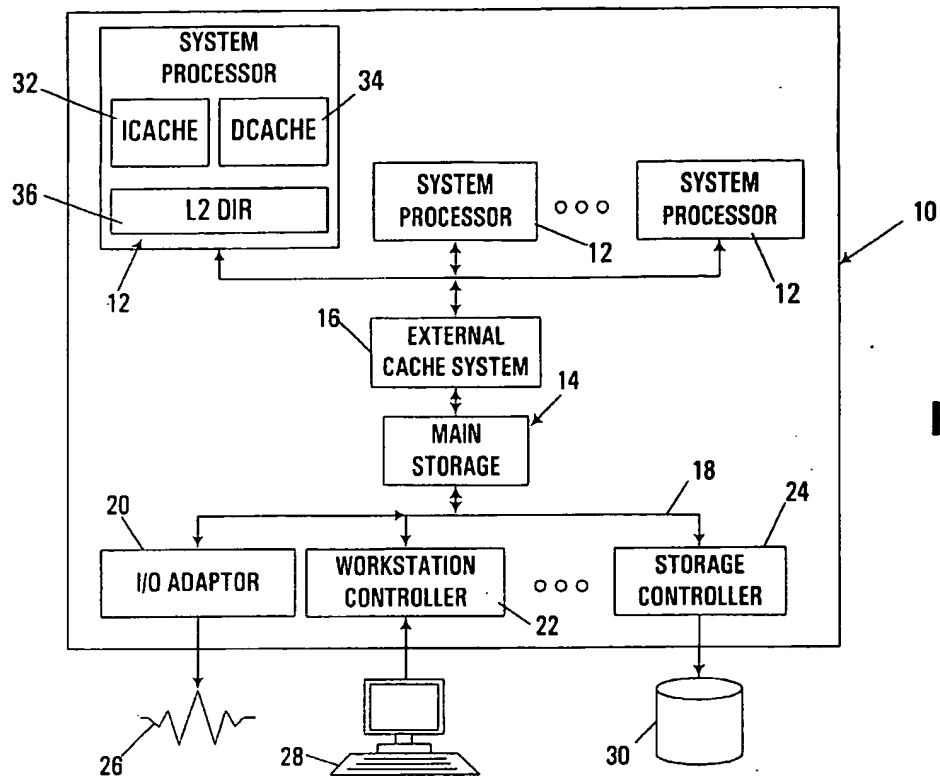 SYSTEM
PROCESSOR
32
34
ICACHE
DCACHE
36
L2 DIR
12
SYSTEM
PROCESSOR
12
SYSTEM
PROCESSOR
12
10
16
EXTERNAL
CACHE SYSTEM
14
MAIN
STORAGE
18
20
I/O ADAPTOR
WORKSTATION
CONTROLLER
22
24
STORAGE
CONTROLLER
26
28
30